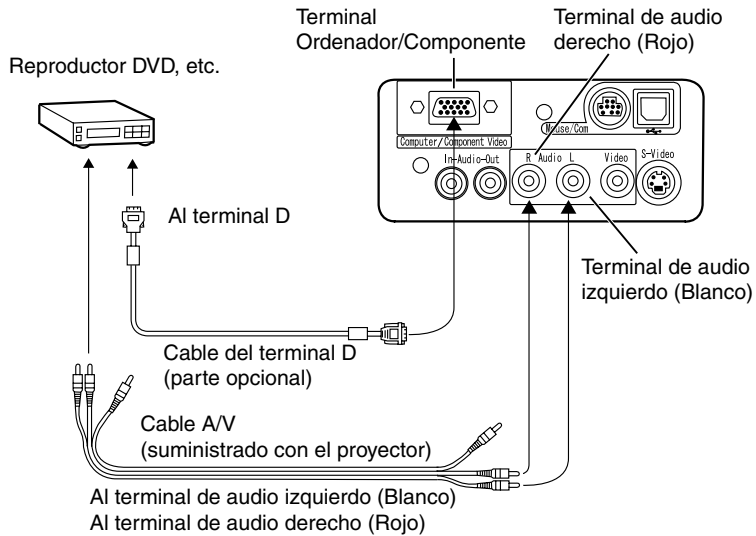 Terminal
Ordenador/Componente
Terminal de audio
derecho (Rojo)
Reproductor DVD, etc.
Mouse/Com
Computer/Component Video
In-Audio-Out
R Audio L
Video
S-Video
Al terminal D
Terminal de audio
izquierdo (Blanco)
Cable del terminal D
(parte opcional)
Cable A/V
(suministrado con el proyector)
Al terminal de audio izquierdo (Blanco)
Al terminal de audio derecho (Rojo)